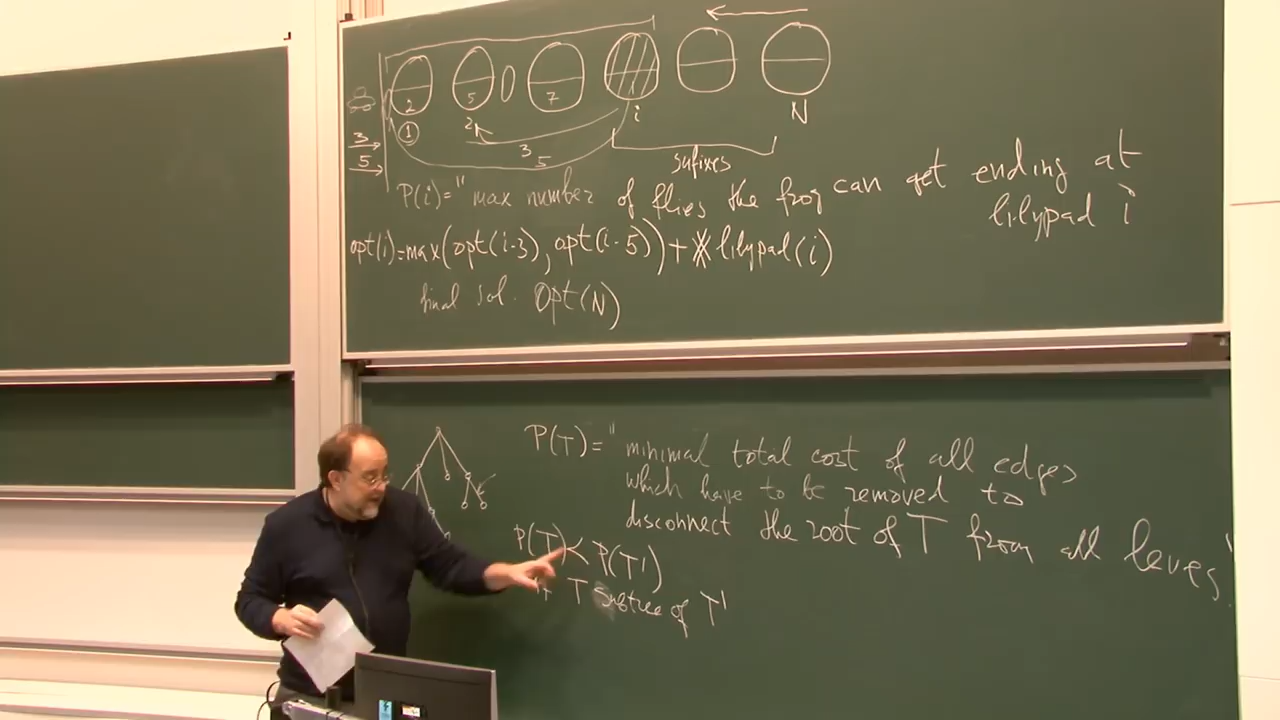 2 5 7
i N
1 2
3
3
5
5
sufixes
P(i)= "max number of flies the frog can get ending at
lilypad i
opt(i)=max(opt(i-3), opt(i-5))+ lilypad(i)
final sol. Opt(N)
P(T)= "minimal total cost of all edges
which have to be removed to
disconnect the root of T from all leves"
P(T)<P(T')
T subtree of T'